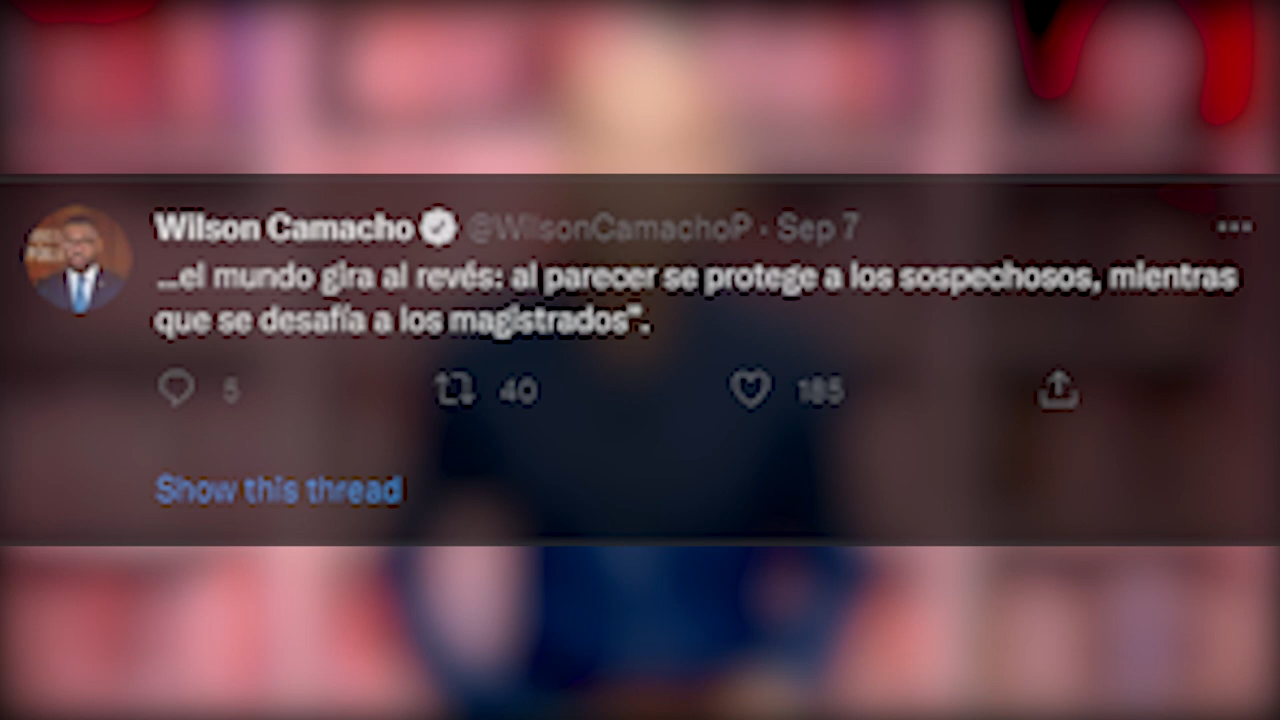 Wilson Camacho @WilsonCamachoP · Sep 7
...el mundo gira al revés: al parecer se protege a los sospechosos, mientras
que se desafía a los magistrados".
5 40 185
Show this thread